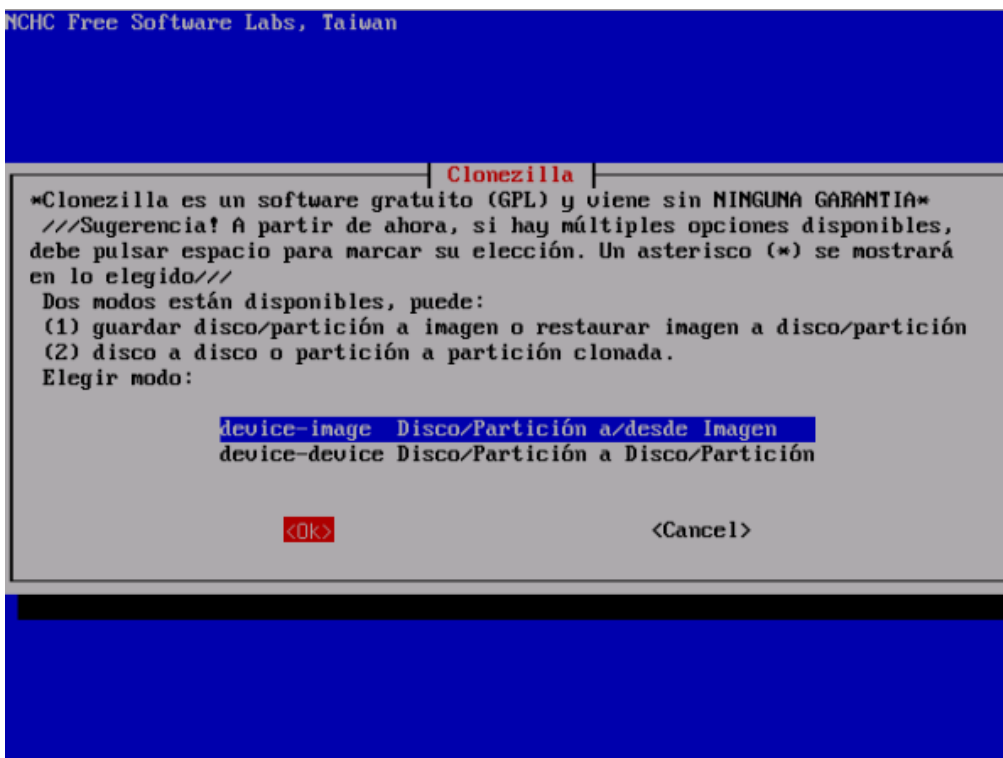 NCHC Free Software Labs, Taiwan
Clonezilla
*Clonezilla es un software gratuito (GPL) y viene sin NINGUNA GARANTIA*
///Sugerencia! A partir de ahora, si hay múltiples opciones disponibles,
debe pulsar espacio para marcar su elección. Un asterisco (*) se mostrará
en lo elegido///
Dos modos están disponibles, puede:
(1) guardar disco/partición a imagen o restaurar imagen a disco/partición
(2) disco a disco o partición a partición clonada.
Elegir modo:
device-image Disco/Partición a/desde Imagen
device-device Disco/Partición a Disco/Partición
<Ok> <Cancel>